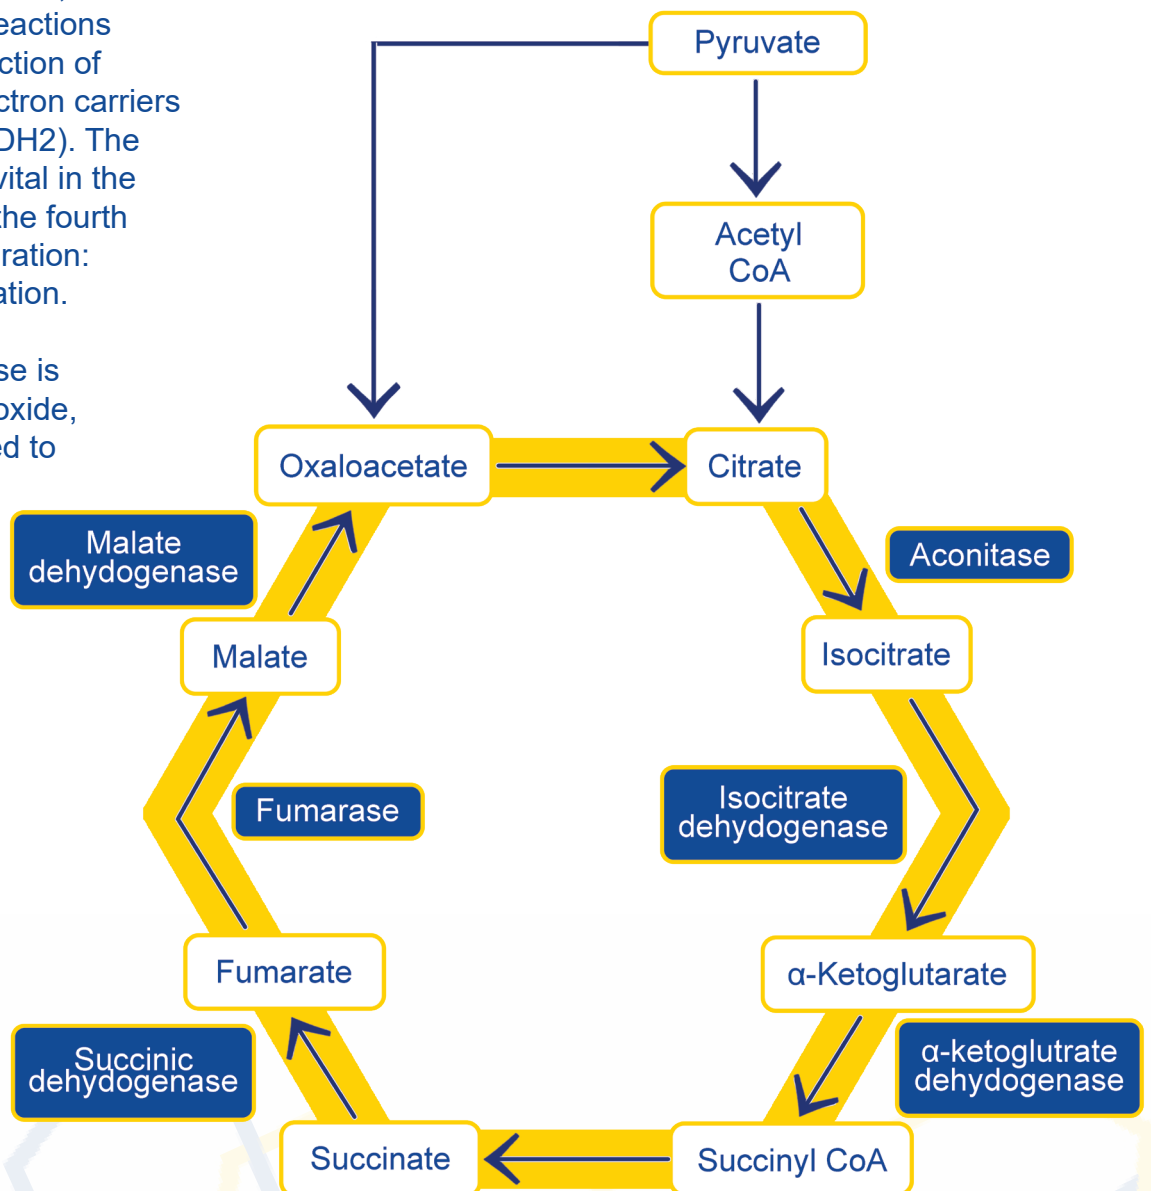 eactions
ction of
ctron carriers
DH2). The
vital in the
the fourth
ration:
ation.
se is
oxide,
ed to
Pyruvate
Acetyl
CoA
Oxaloacetate
Citrate
Malate
dehydogenase
Aconitase
Malate
Isocitrate
Fumarase
Isocitrate
dehydogenase
Fumarate
α-Ketoglutarate
Succinic
dehydogenase
α-ketoglutrate
dehydogenase
Succinate
Succinyl CoA